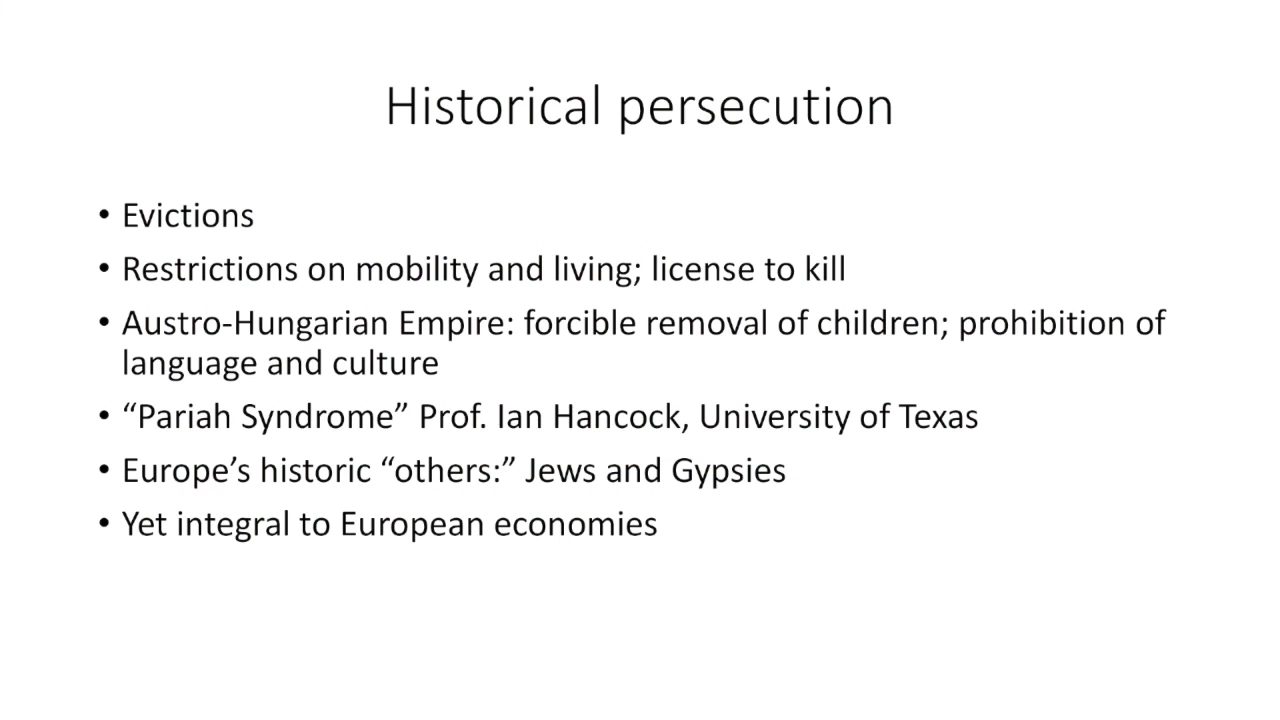 Historical persecution
• Evictions
• Restrictions on mobility and living; license to kill
• Austro-Hungarian Empire: forcible removal of children; prohibition of
language and culture
• “Pariah Syndrome” Prof. Ian Hancock, University of Texas
• Europe’s historic “others:” Jews and Gypsies
• Yet integral to European economies